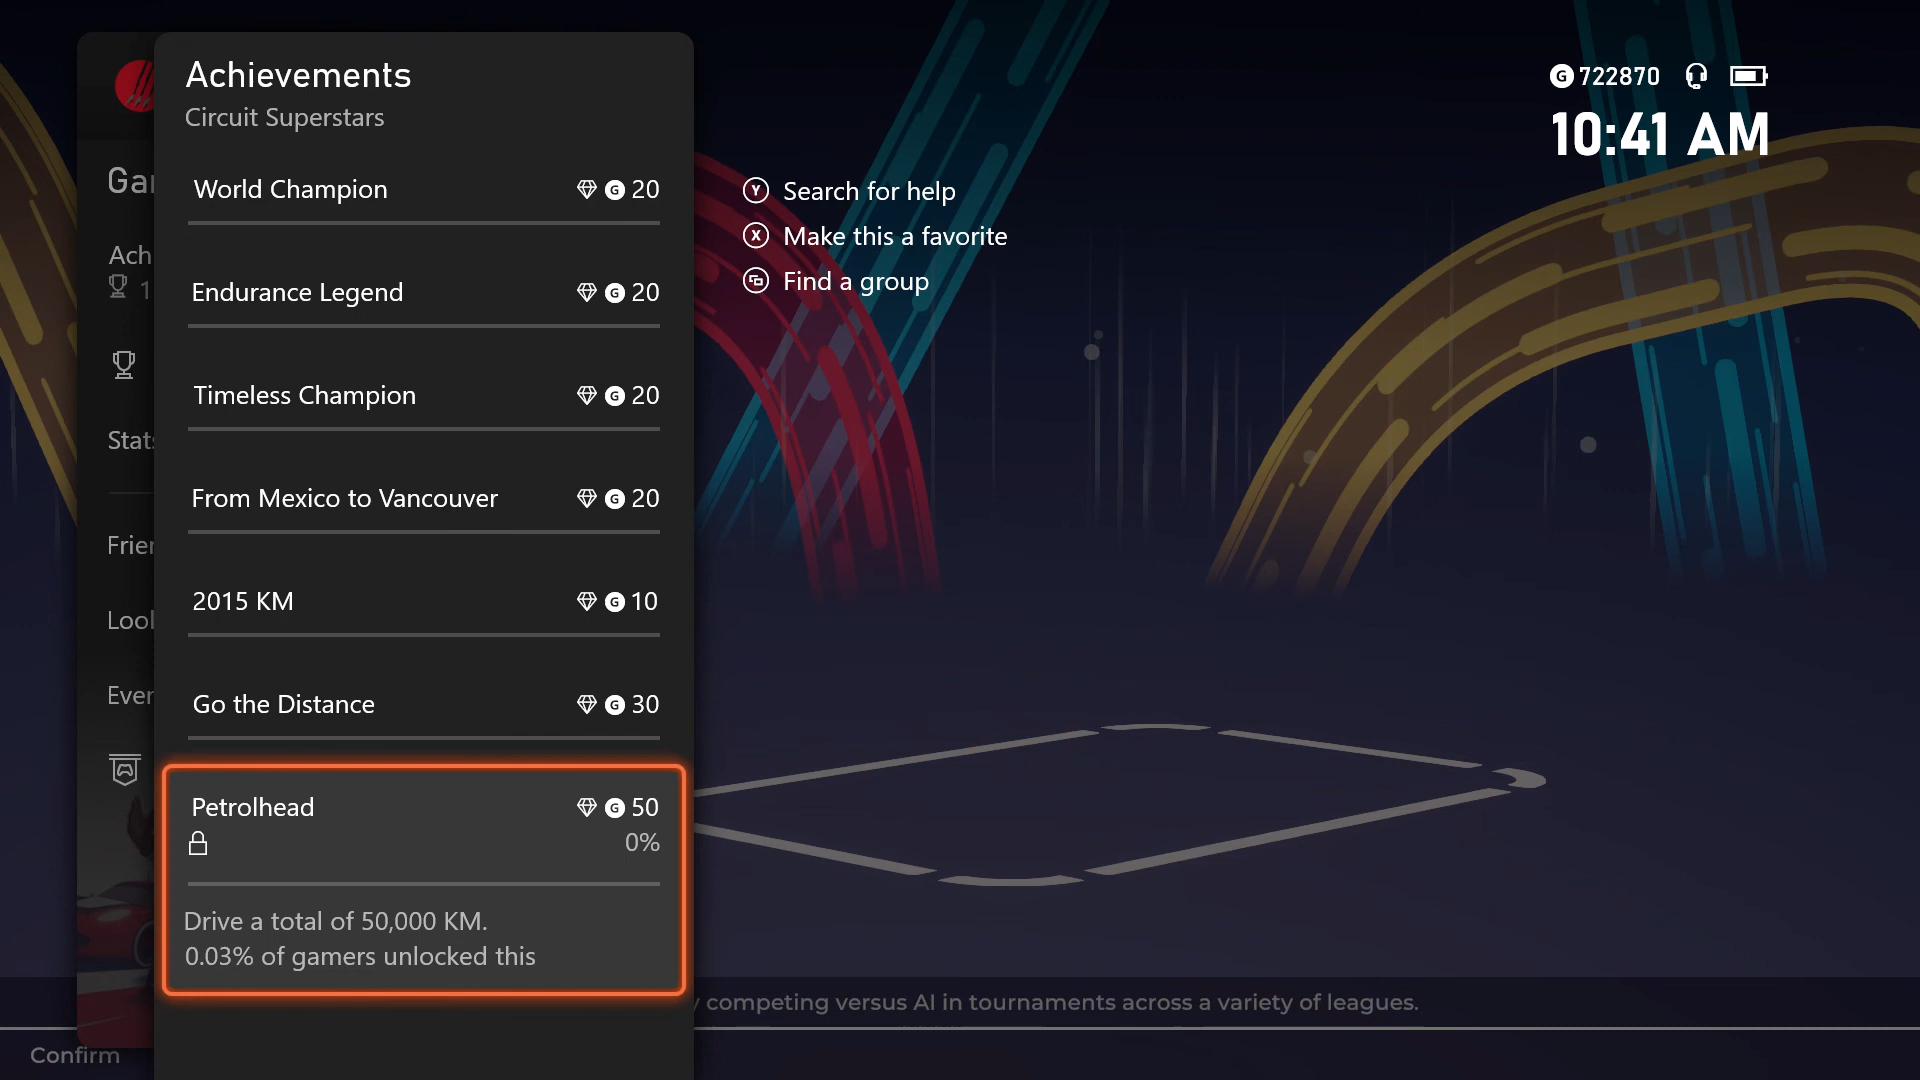 Achievements
Circuit Superstars
World Champion G 20
Endurance Legend G 20
Timeless Champion G 20
From Mexico to Vancouver G 20
2015 KM G 10
Go the Distance G 30
Petrolhead G 50
0%
Drive a total of 50,000 KM.
0.03% of gamers unlocked this
Y Search for help
X Make this a favorite
Find a group
G 722870
10:41 AM
competing versus AI in tournaments across a variety of leagues.
Confirm